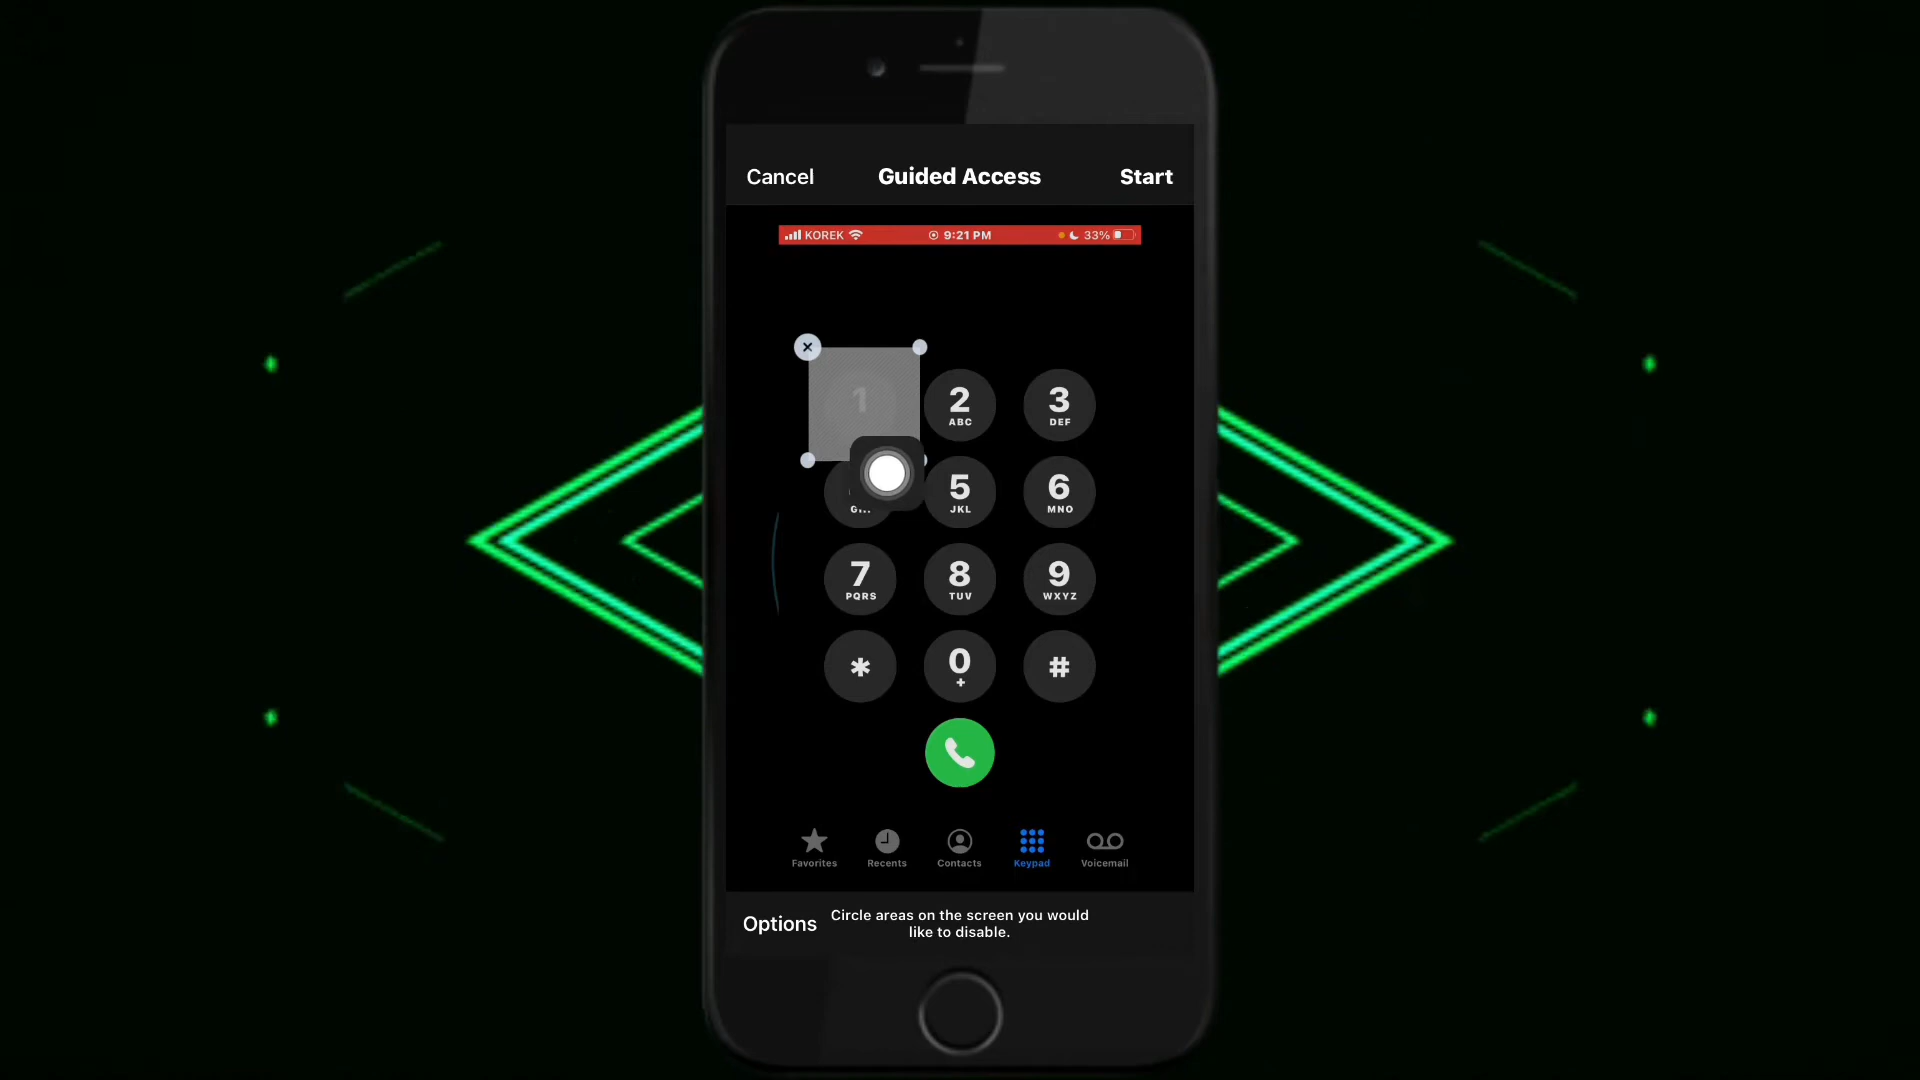 Cancel Guided Access Start
KOREK 9:21 PM 33%
1 2 3
ABC DEF
5 6
JKL MNO
7 8 9
PQRS TUV WXYZ
* 0 #
+
Favorites Recents Contacts Keypad Voicemail
Options
Circle areas on the screen you would
like to disable.